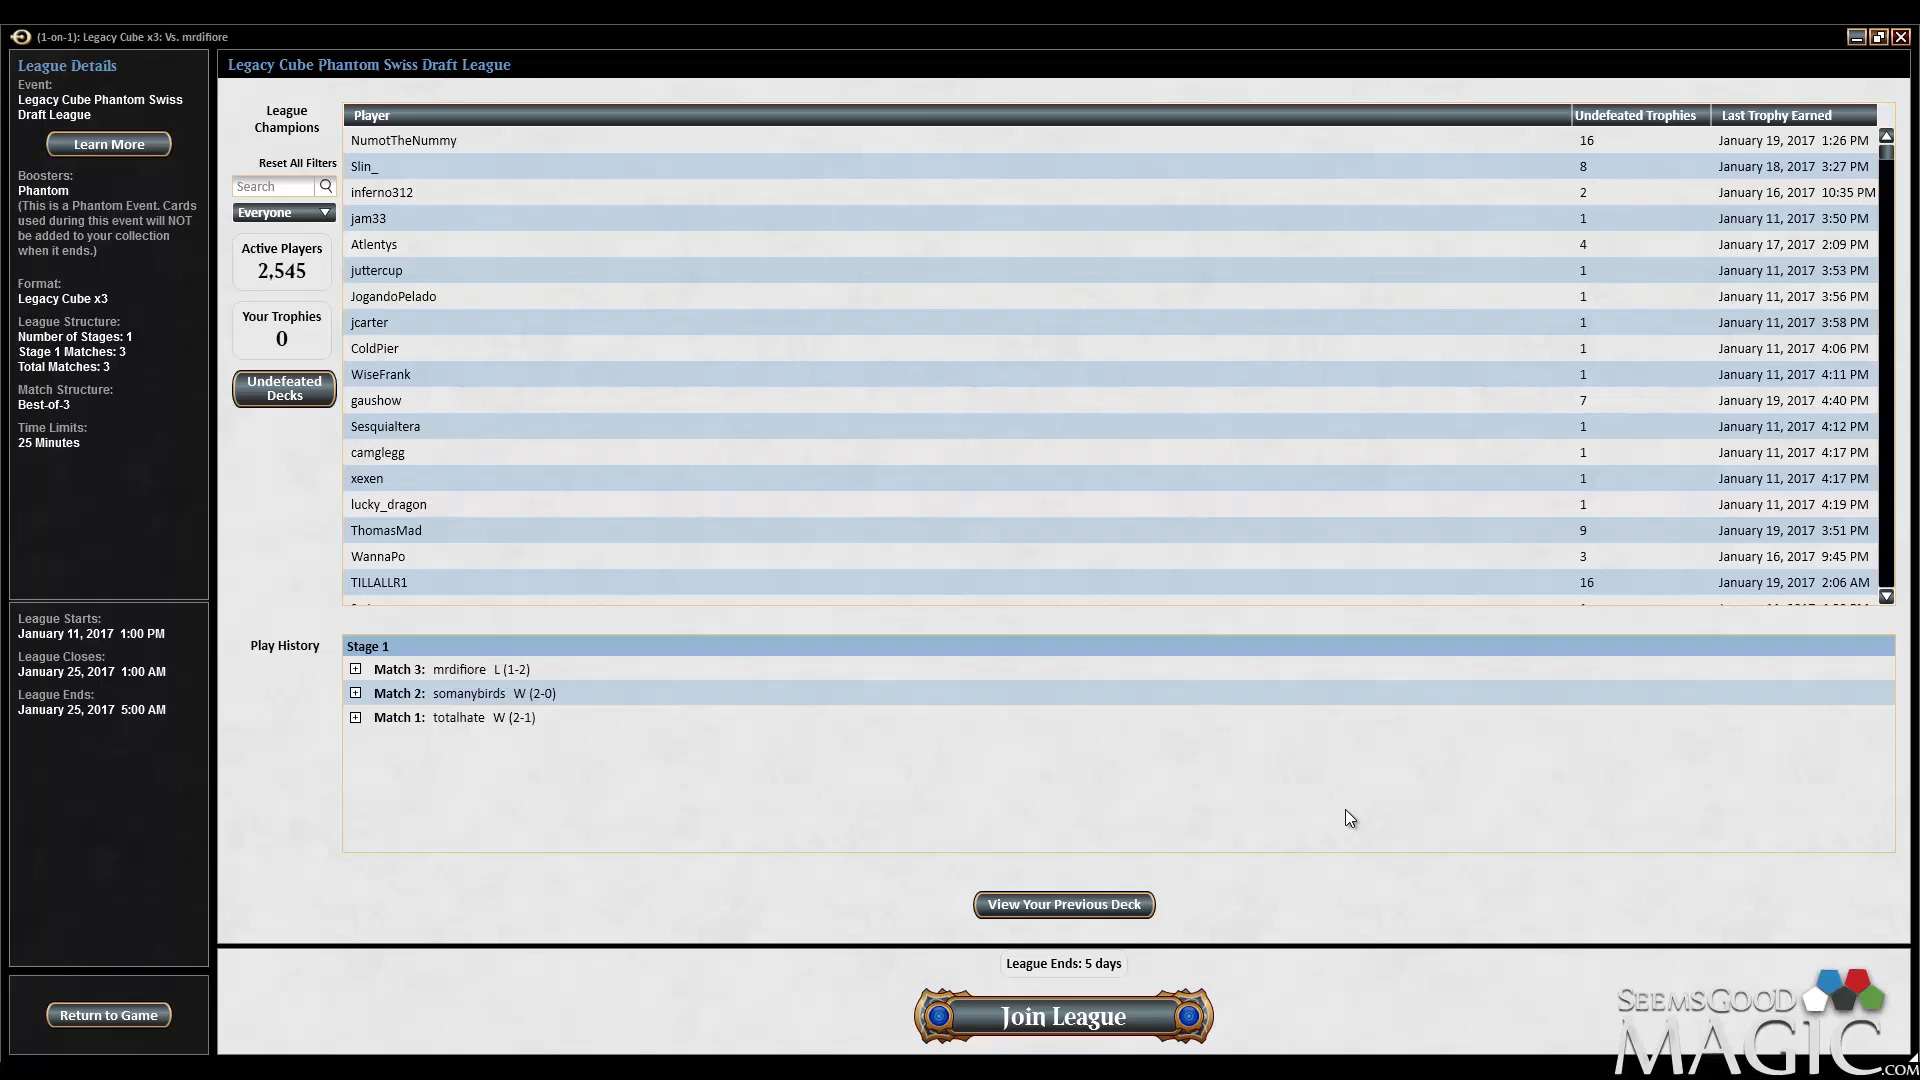 (1-on-1): Legacy Cube x3: Vs. mrdifiore
League Details
Event:
Legacy Cube Phantom Swiss
Draft League
Learn More
Boosters:
Phantom
(This is a Phantom Event. Cards
used during this event will NOT
be added to your collection
when it ends.)
Format:
Legacy Cube x3
League Structure:
Number of Stages: 1
Stage 1 Matches: 3
Total Matches: 3
Match Structure:
Best-of-3
Time Limits:
25 Minutes
League Starts:
January 11, 2017 1:00 PM
League Closes:
January 25, 2017 1:00 AM
League Ends:
January 25, 2017 5:00 AM
Return to Game
Legacy Cube Phantom Swiss Draft League
League
Champions
Reset All Filters
Search
Everyone
Active Players
2,545
Your Trophies
0
Undefeated
Decks
Player Undefeated Trophies Last Trophy Earned
NumotTheNummy 16 January 19, 2017 1:26 PM
Slin_ 8 January 18, 2017 3:27 PM
inferno312 2 January 16, 2017 10:35 PM
jam33 1 January 11, 2017 3:50 PM
Atlentys 4 January 17, 2017 2:09 PM
juttercup 1 January 11, 2017 3:53 PM
JogandoPelado 1 January 11, 2017 3:56 PM
jcarter 1 January 11, 2017 3:58 PM
ColdPier 1 January 11, 2017 4:06 PM
WiseFrank 1 January 11, 2017 4:11 PM
gaushow 7 January 19, 2017 4:40 PM
Sesquialtera 1 January 11, 2017 4:12 PM
camglegg 1 January 11, 2017 4:17 PM
xexen 1 January 11, 2017 4:17 PM
lucky_dragon 1 January 11, 2017 4:19 PM
ThomasMad 9 January 19, 2017 3:51 PM
WannaPo 3 January 16, 2017 9:45 PM
TILLALLR1 16 January 19, 2017 2:06 AM
Play History
Stage 1
Match 3: mrdifiore L (1-2)
Match 2: somanybirds W (2-0)
Match 1: totalhate W (2-1)
View Your Previous Deck
League Ends: 5 days
Join League
SEEMSGOOD
MAGIC.COM